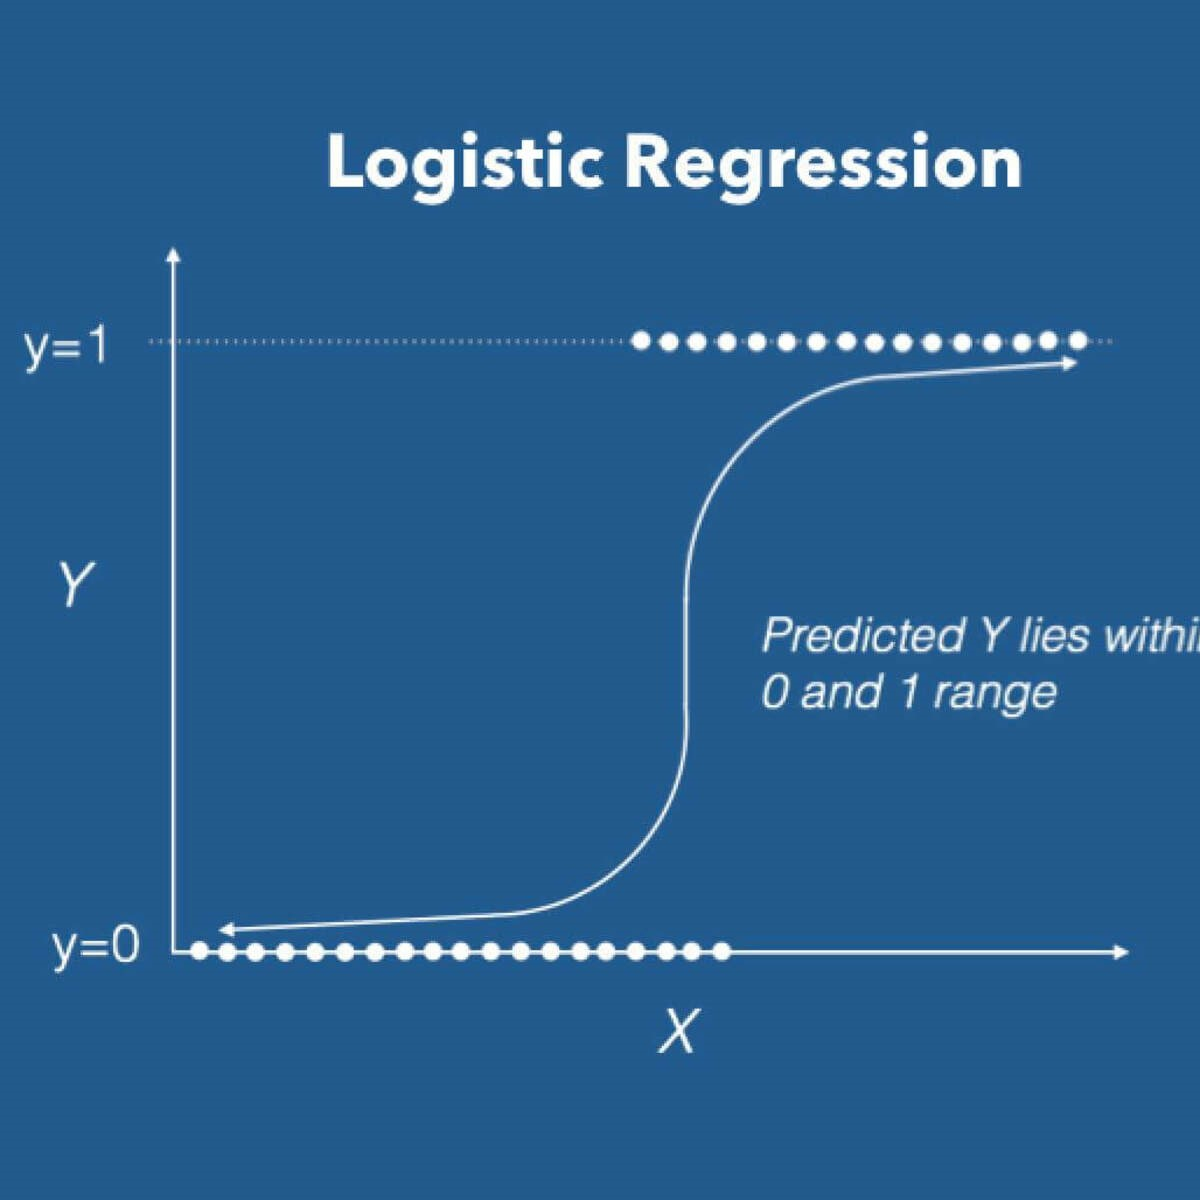 Logistic Regression
y=1
Y
Predicted Y lies withi
0 and 1 range
y=0
X